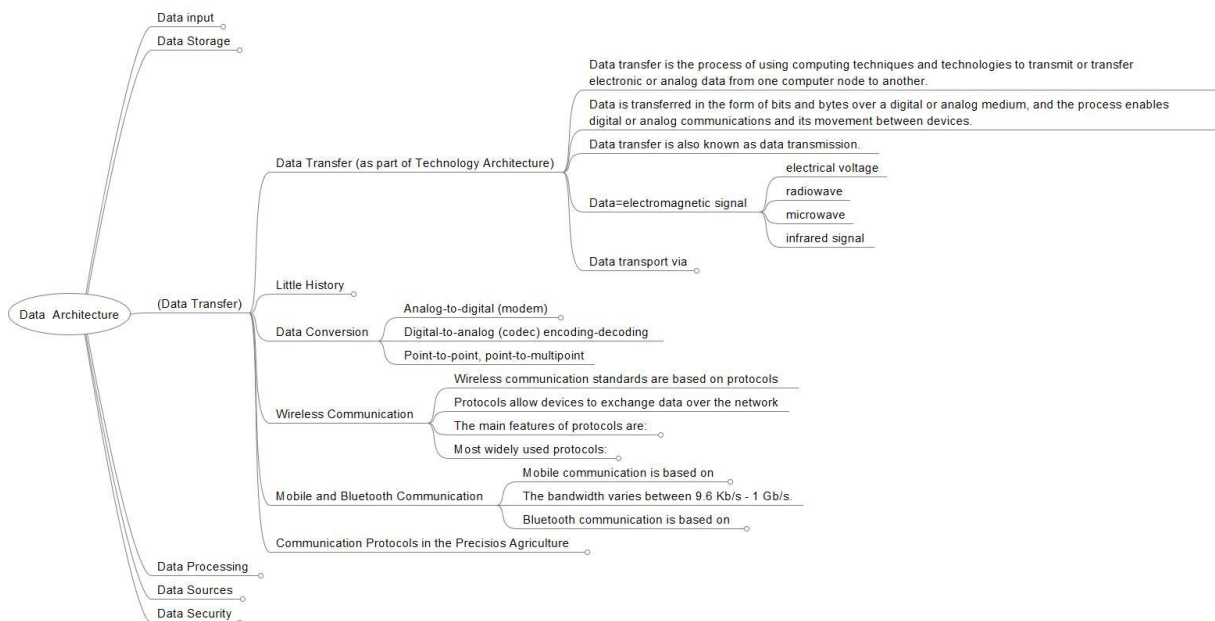 Data input
Data Storage
Data transfer is the process of using computing techniques and technologies to transmit or transfer
electronic or analog data from one computer node to another.
Data is transferred in the form of bits and bytes over a digital or analog medium, and the process enables
digital or analog communications and its movement between devices.
Data transfer is also known as data transmission.
Data Transfer (as part of Technology Architecture)
electrical voltage
radiowave
Data=electromagnetic signal
microwave
infrared signal
Data transport via
Little History
(Data Transfer)
Data Architecture
Analog-to-digital (modem)
Data Conversion
Digital-to-analog (codec) encoding-decoding
Point-to-point, point-to-multipoint
Wireless communication standards are based on protocols
Protocols allow devices to exchange data over the network
Wireless Communication
The main features of protocols are:
Most widely used protocols:
Mobile communication is based on
Mobile and Bluetooth Communication
The bandwidth varies between 9.6 Kb/s - 1 Gb/s.
Bluetooth communication is based on
Communication Protocols in the Precisios Agriculture
Data Processing
Data Sources
Data Security